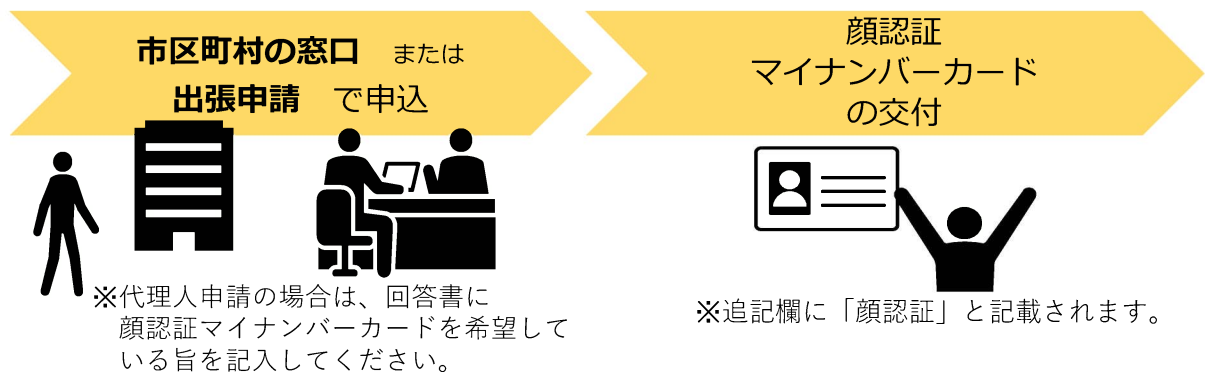 市区町村の窓口　または
出張申請　で申込
※代理人申請の場合は、回答書に
顔認証マイナンバーカードを希望して
いる旨を記入してください。
顔認証
マイナンバーカード
の交付
※追記欄に「顔認証」と記載されます。